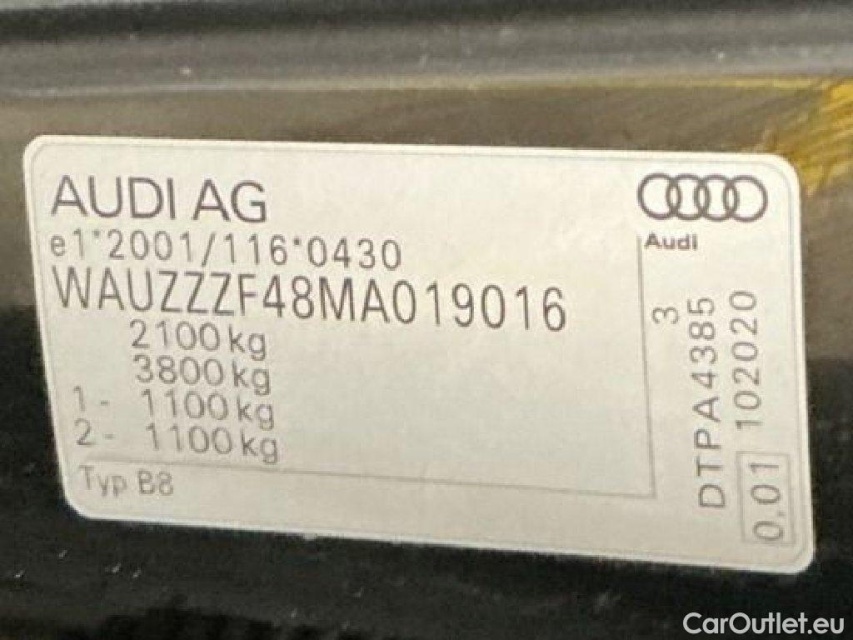 AUDI AG
e1*2001/116*0430
WAUZZZF48MA019016
2100 kg
3800 kg
1 - 1100 kg
2 - 1100 kg
Typ B8
Audi
3
DTPA4385
102020
0,01
CarOutlet.eu